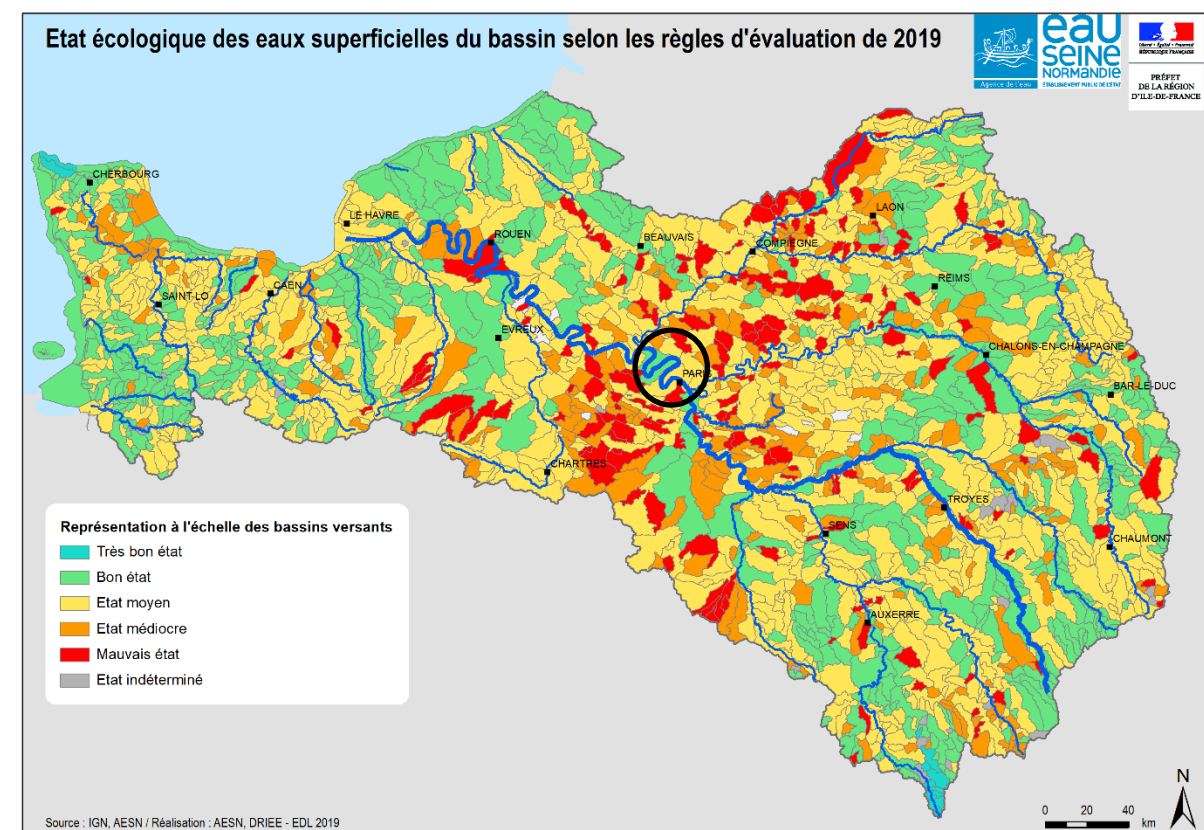 Etat écologique des eaux superficielles du bassin selon les règles d'évaluation de 2019
eau
SEINE
NORMANDIE
Agence de l'eau
ÉTABLISSEMENT PUBLIC DE L'ÉTAT
Liberté • Égalité • Fraternité
RÉPUBLIQUE FRANÇAISE
PRÉFET
DE LA RÉGION
D'ILE-DE-FRANCE
CHERBOURG
LE HAVRE
ROUEN
BEAUVAIS
COMPIEGNE
LAON
REIMS
SAINT-LO
CAEN
EVREUX
PARIS
CHALONS-EN-CHAMPAGNE
BAR-LE-DUC
CHARTRES
TROYES
SENS
CHAUMONT
AUXERRE
Représentation à l'échelle des bassins versants
Très bon état
Bon état
Etat moyen
Etat médiocre
Mauvais état
Etat indéterminé
N
0 20 40
km
Source : IGN, AESN / Réalisation : AESN, DRIEE - EDL 2019